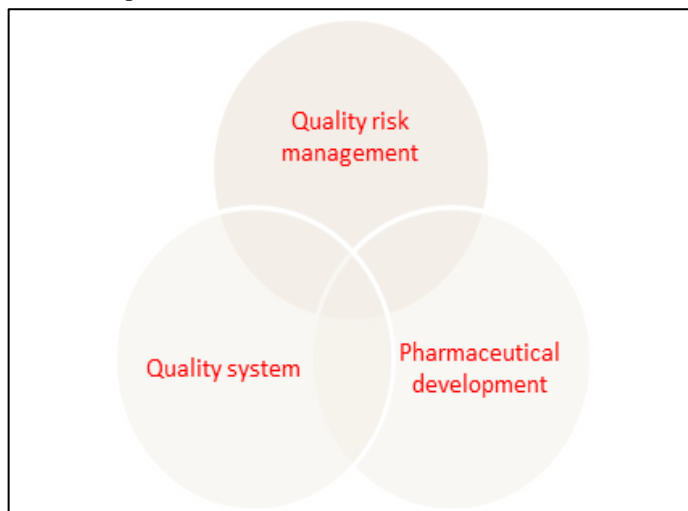 Quality risk
management
Quality system
Pharmaceutical
development